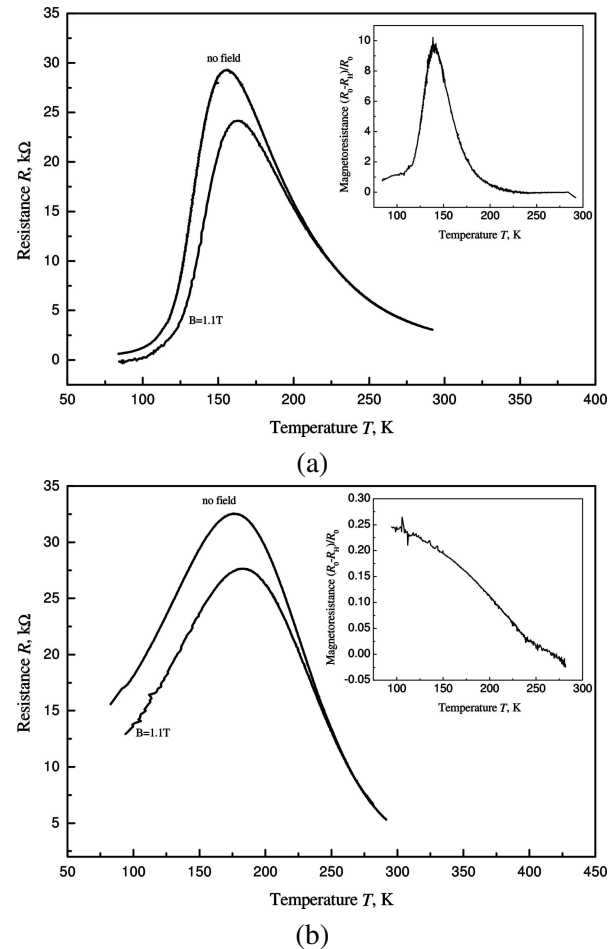 (a)
Resistance R, kΩ
35
30
25
20
15
10
5
0
50 100 150 200 250 300 350 400
Temperature T, K
no field
B=1.1T
Magnetoresistance (R0-RH)/R0
10
8
6
4
2
0
50 100 150 200 250 300
Temperature T, K
(a)
Resistance R, kΩ
35
30
25
20
15
10
5
50 100 150 200 250 300 350 400 450
Temperature T, K
no field
B=1.1T
Magnetoresistance (R0-RH)/R0
0.30
0.25
0.20
0.15
0.10
0.05
0.00
-0.05
100 150 200 250 300
Temperature T, K
(b)